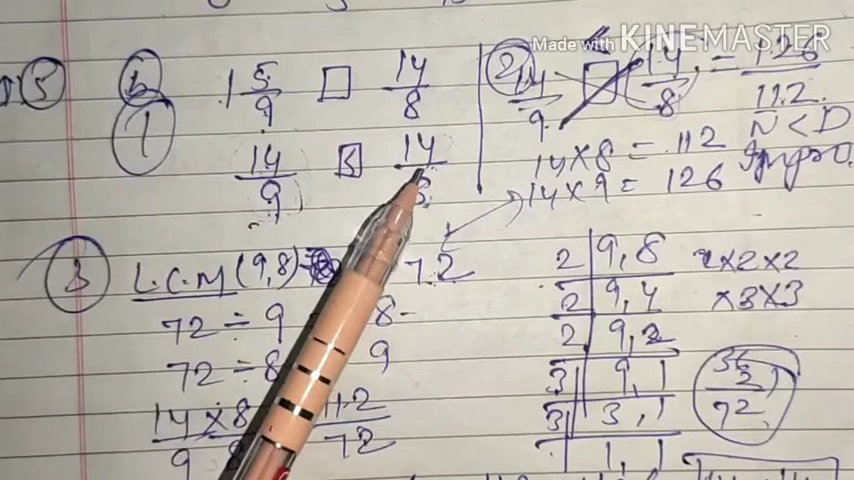 Made with KINEMASTER
5 b 1 5/9 □ 14/8
1 14/9 □ 14/8
2 14/9 □ 14/8 = 126/112
14×8 = 112
14×9 = 126
N<D
3 L.C.M (9,8) = 72
72 ÷ 9 8
72 ÷ 8 9
14×8 112/72
9
2 9,8
2 9,4
2 9,2
3 9,1
3 3,1
1,1
2×2×2
×3×3
72